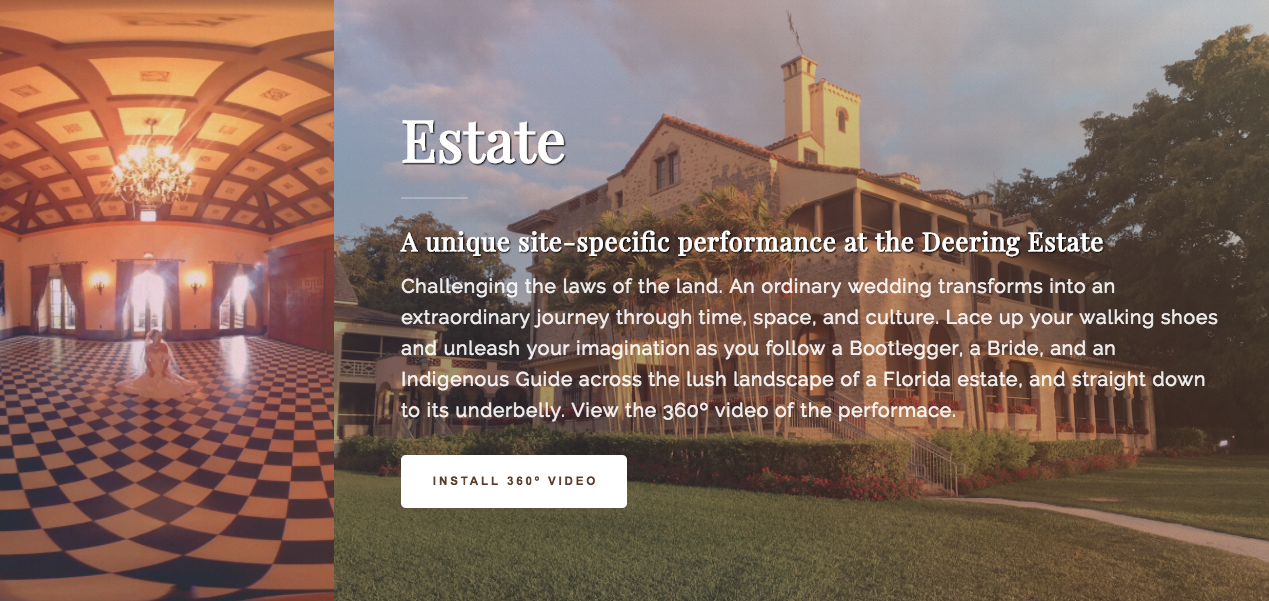 Estate
A unique site-specific performance at the Deering Estate
Challenging the laws of the land. An ordinary wedding transforms into an
extraordinary journey through time, space, and culture. Lace up your walking shoes
and unleash your imagination as you follow a Bootlegger, a Bride, and an
Indigenous Guide across the lush landscape of a Florida estate, and straight down
to its underbelly. View the 360º video of the performace.
INSTALL 360º VIDEO